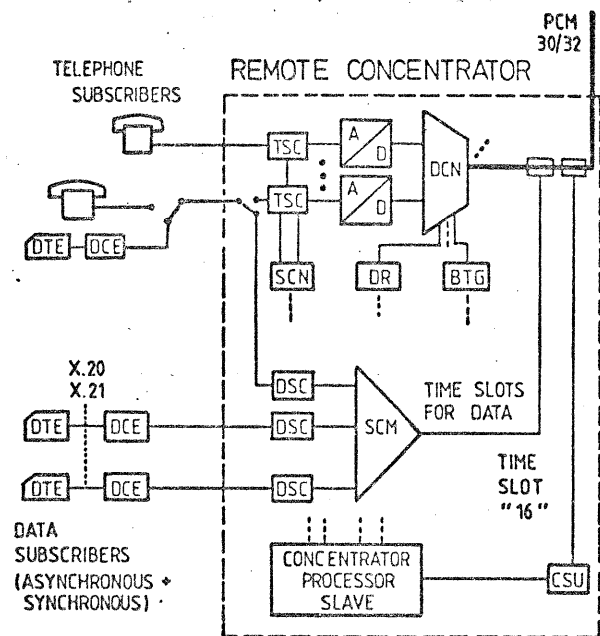 PCM
30/32
TELEPHONE
SUBSCRIBERS
REMOTE CONCENTRATOR
TSC
A
D
DCN
TSC
A
D
DTE
DCE
SCN
DR
BTG
X.20
X.21
DSC
TIME SLOTS
FOR DATA
DTE
DCE
DSC
SCM
DTE
DCE
DSC
TIME
SLOT
"16"
DATA
SUBSCRIBERS
(ASYNCHRONOUS +
SYNCHRONOUS)
CONCENTRATOR
PROCESSOR
SLAVE
CSU